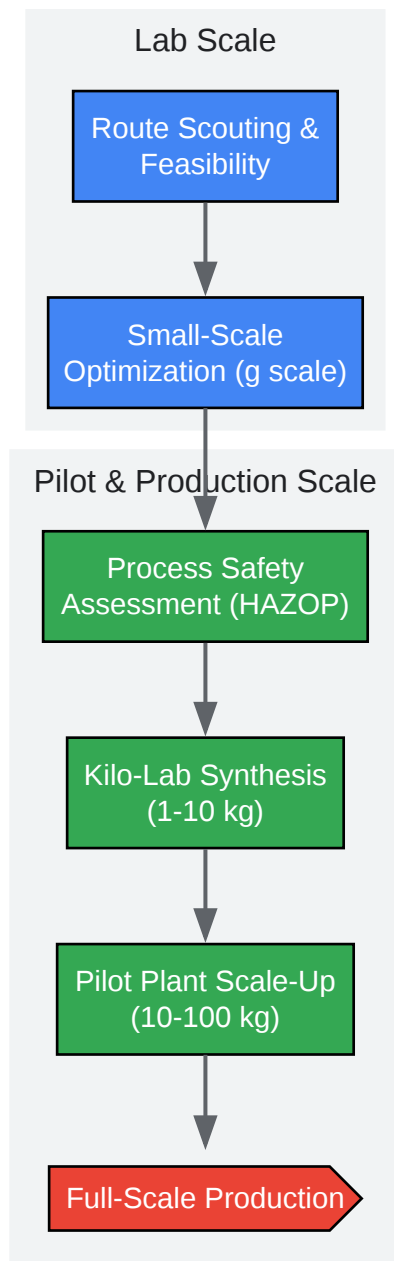 Lab Scale
Route Scouting &
Feasibility
Small-Scale
Optimization (g scale)
Pilot & Production Scale
Process Safety
Assessment (HAZOP)
Kilo-Lab Synthesis
(1-10 kg)
Pilot Plant Scale-Up
(10-100 kg)
Full-Scale Production